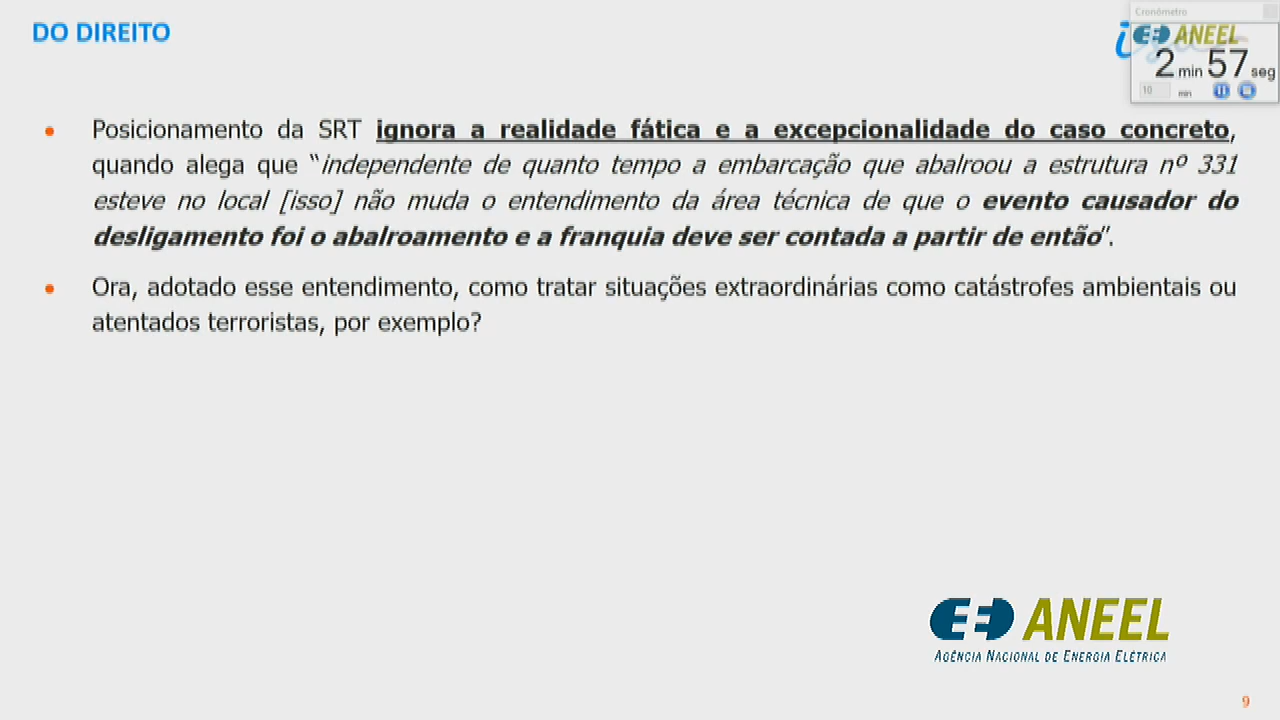 DO DIREITO
Cronómetro
ANEEL
2 min 57 seg
10 min
Posicionamento da SRT ignora a realidade fática e a excepcionalidade do caso concreto,
quando alega que “independente de quanto tempo a embarcação que abalroou a estrutura nº 331
esteve no local [isso] não muda o entendimento da área técnica de que o evento causador do
desligamento foi o abalroamento e a franquia deve ser contada a partir de então”.
Ora, adotado esse entendimento, como tratar situações extraordinárias como catástrofes ambientais ou
atentados terroristas, por exemplo?
ANEEL
AGÊNCIA NACIONAL DE ENERGIA ELÉTRICA
9